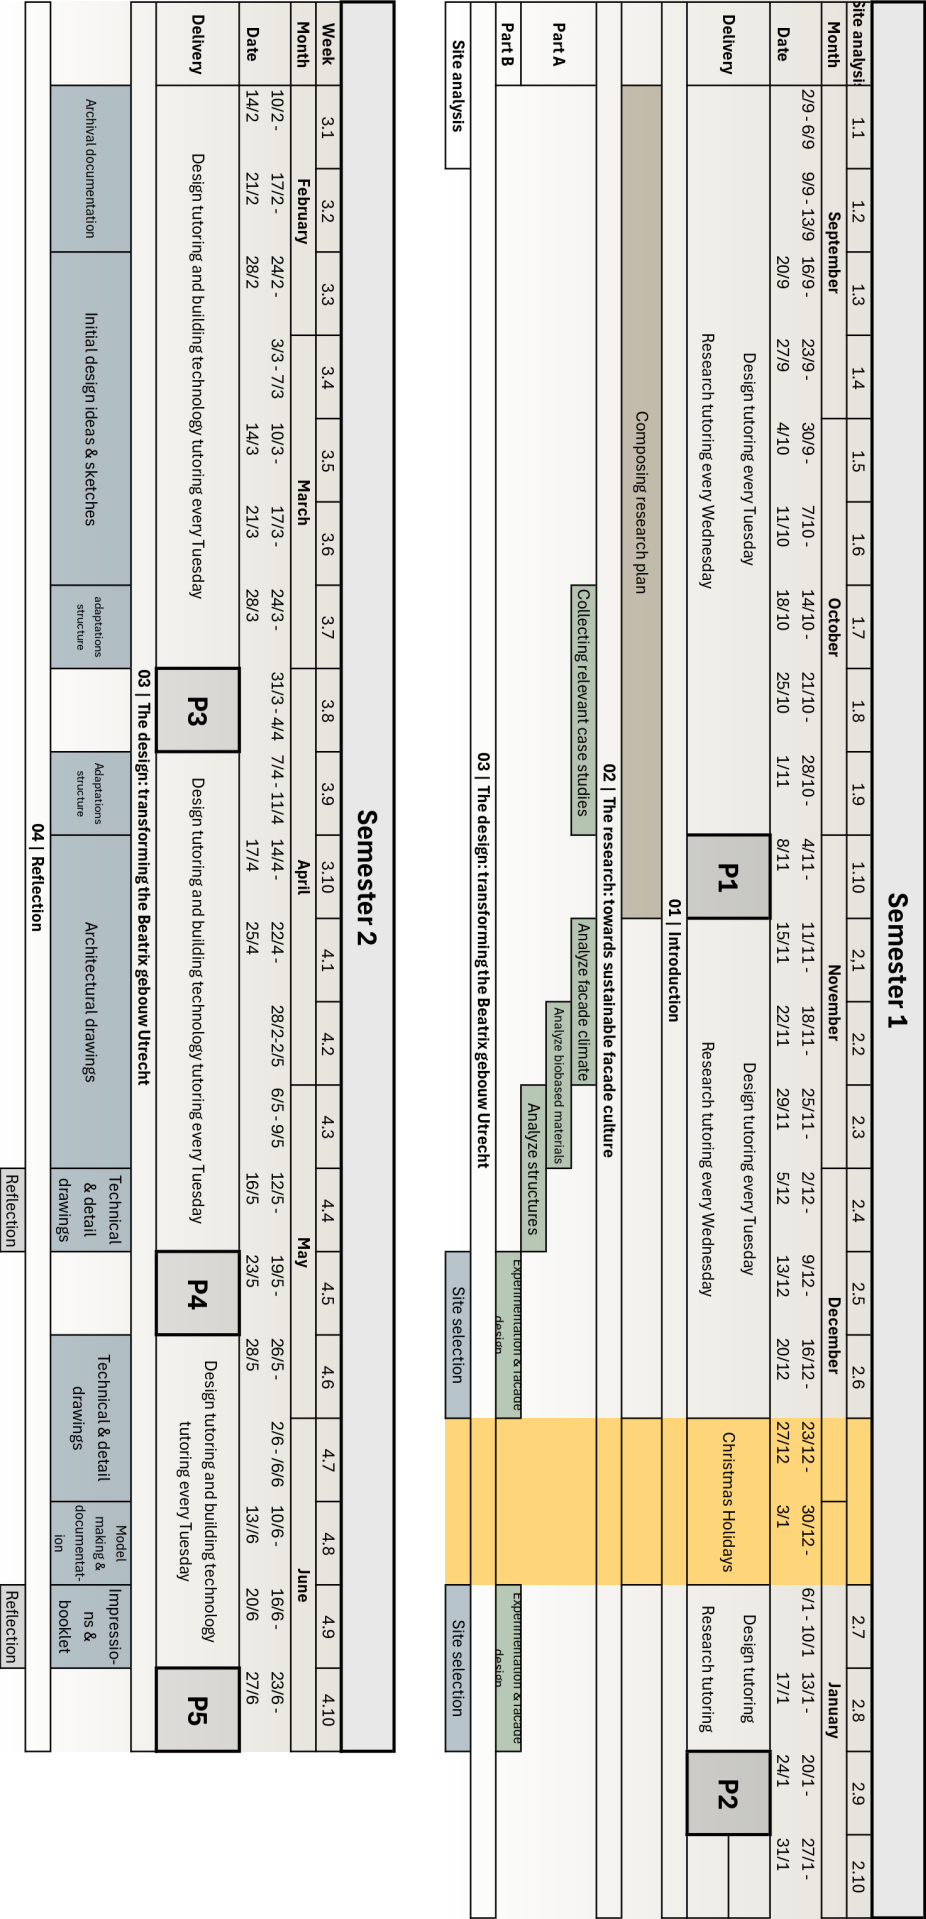 Semester 1
Site analysis 1.1 1.2 1.3 1.4 1.5 1.6 1.7 1.8 1.9 1.10 2,1 2.2 2.3 2.4 2.5 2.6 2.7 2.8 2.9 2.10
Month September October November December January
Date 2/9 - 6/9 9/9 - 13/9 16/9 - 23/9 - 30/9 - 7/10 - 14/10 - 21/10 - 28/10 - 4/11 - 11/11 - 18/11 - 25/11 - 2/12 - 9/12 - 16/12 - 23/12 - 30/12 - 6/1 - 10/1 13/1 - 20/1 - 27/1 -
20/9 27/9 4/10 11/10 18/10 25/10 1/11 8/11 15/11 22/11 29/11 5/12 13/12 20/12 27/12 3/1 17/1 24/1 31/1
Delivery
Design tutoring every Tuesday
Research tutoring every Wednesday
P1
Design tutoring every Tuesday
Research tutoring every Wednesday
Christmas Holidays
Design tutoring
Research tutoring
P2
01 | Introduction
Composing research plan
02 | The research: towards sustainable facade culture
Part A
Collecting relevant case studies
Analyze facade climate
Analyze biobased materials
Analyze structures
Part B
Experimentation & facade
design
Experimentation & facade
design
03 | The design: transforming the Beatrix gebouw Utrecht
Site analysis
Site selection
Site selection
Semester 2
Week 3.1 3.2 3.3 3.4 3.5 3.6 3.7 3.8 3.9 3.10 4.1 4.2 4.3 4.4 4.5 4.6 4.7 4.8 4.9 4.10
Month February March April May June
Date 10/2 - 17/2 - 24/2 - 3/3 - 7/3 10/3 - 17/3 - 24/3 - 31/3 - 4/4 7/4 - 11/4 14/4 - 22/4 - 28/2-2/5 6/5 - 9/5 12/5 - 19/5 - 26/5 - 2/6 - /6/6 10/6 - 16/6 - 23/6 -
14/2 21/2 28/2 14/3 21/3 28/3 17/4 25/4 16/5 23/5 28/5 13//6 20/6 27/6
Delivery
Design tutoring and building technology tutoring every Tuesday
P3
Design tutoring and building technology tutoring every Tuesday
P4
Design tutoring and building technology
tutoring every Tuesday
P5
03 | The design: transforming the Beatrix gebouw Utrecht
Archival documentation
Initial design ideas & sketches
adaptations
structure
Adaptations
structure
Architectural drawings
Technical
& detail
drawings
Technical & detail
drawings
Model
making &
documentat-
ion
Impressio-
ns &
booklet
04 | Reflection
Reflection
Reflection